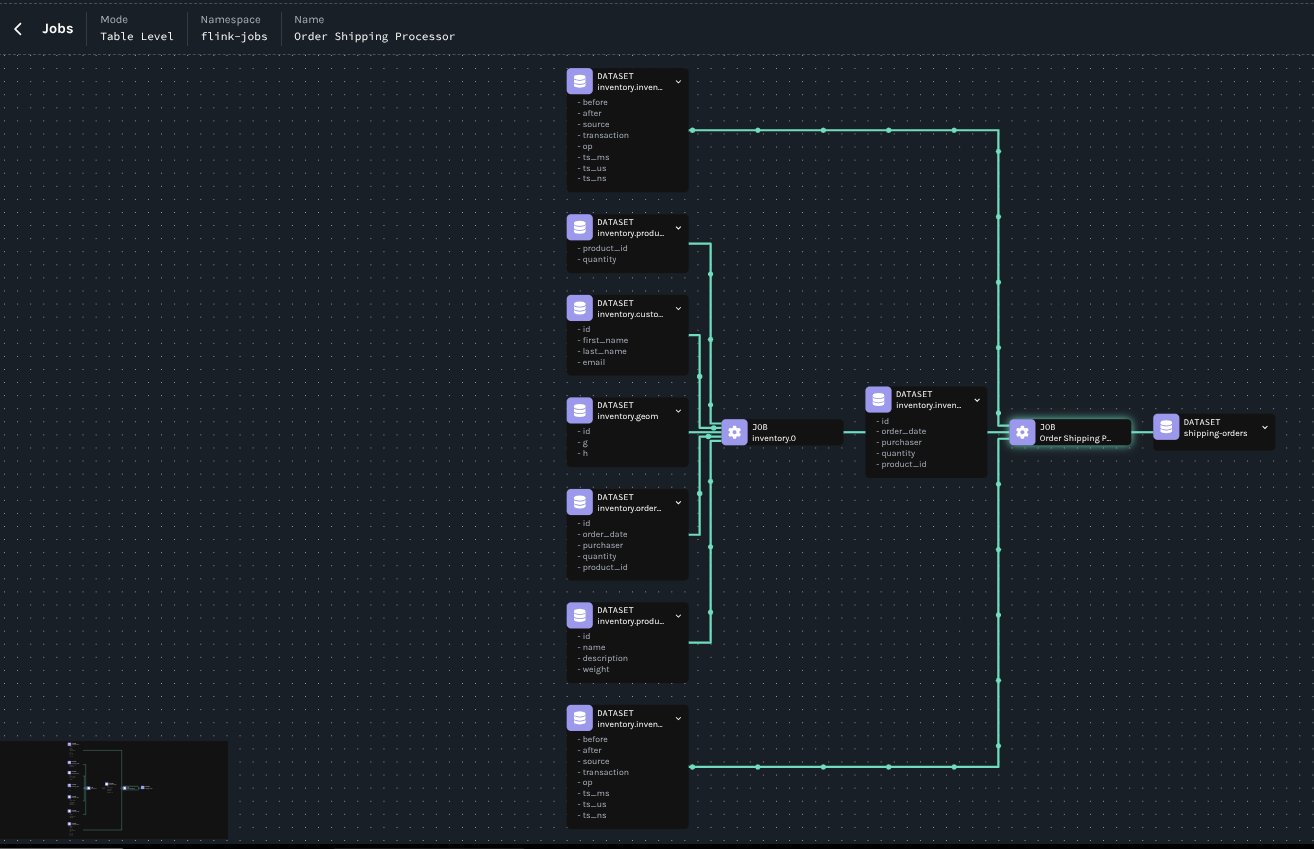 Jobs
Mode
Table Level
Namespace
flink-jobs
Name
Order Shipping Processor
DATASET
inventory.inven...
- before
- after
- source
- transaction
- op
- ts_ms
- ts_us
- ts_ns
DATASET
inventory.produ...
- product_id
- quantity
DATASET
inventory.custo...
- id
- first_name
- last_name
- email
DATASET
inventory.geom
- id
- g
- h
DATASET
inventory.order...
- id
- order_date
- purchaser
- quantity
- product_id
DATASET
inventory.produ...
- id
- name
- description
- weight
DATASET
inventory.inven...
- before
- after
- source
- transaction
- op
- ts_ms
- ts_us
- ts_ns
JOB
inventory.0
DATASET
inventory.inven...
- id
- order_date
- purchaser
- quantity
- product_id
JOB
Order Shipping P...
DATASET
shipping-orders